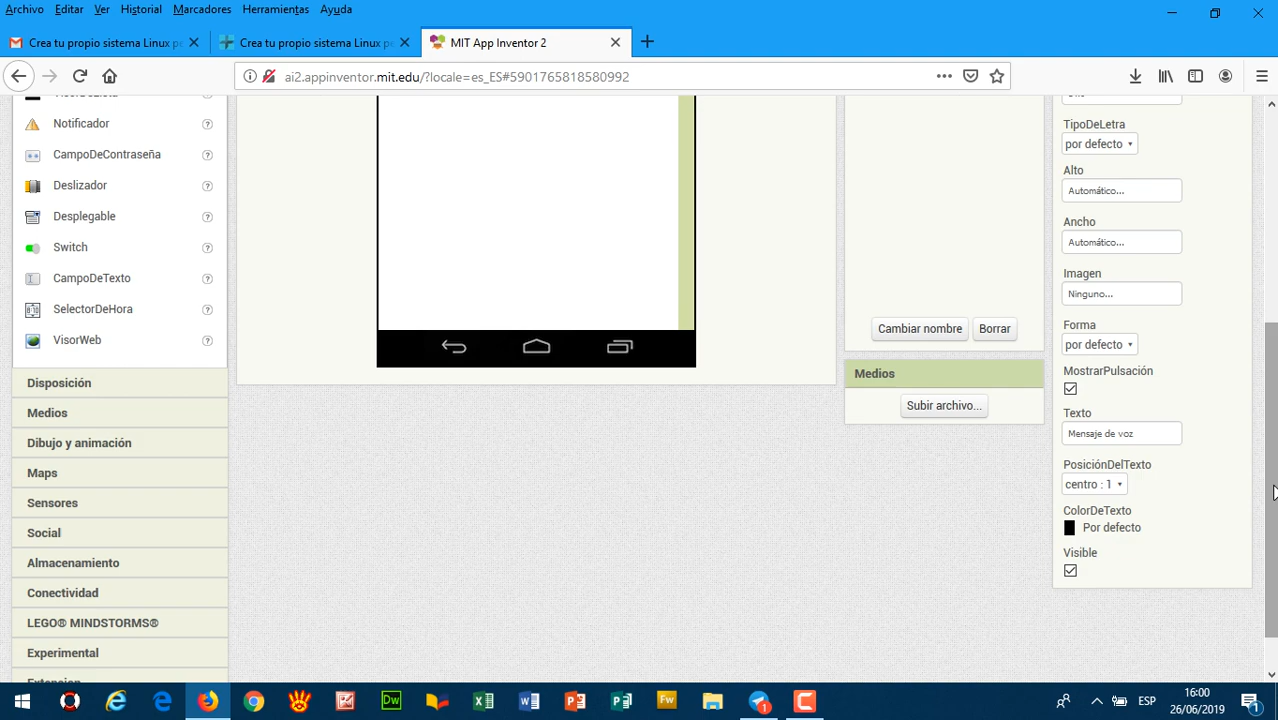 Archivo Editar Ver Historial Marcadores Herramientas Ayuda
Crea tu propio sistema Linux pe
Crea tu propio sistema Linux pe
MIT App Inventor 2
ai2.appinventor.mit.edu/?locale=es_ES#5901765818580992
Notificador
CampoDeContraseña
Deslizador
Desplegable
Switch
CampoDeTexto
SelectorDeHora
VisorWeb
Disposición
Medios
Dibujo y animación
Maps
Sensores
Social
Almacenamiento
Conectividad
LEGO® MINDSTORMS®
Experimental
Extension
Cambiar nombre
Borrar
Medios
Subir archivo...
TipoDeLetra
por defecto
Alto
Automático...
Ancho
Automático...
Imagen
Ninguno...
Forma
por defecto
MostrarPulsación
Texto
Mensaje de voz
PosiciónDelTexto
centro : 1
ColorDeTexto
Por defecto
Visible
ESP
16:00
26/06/2019